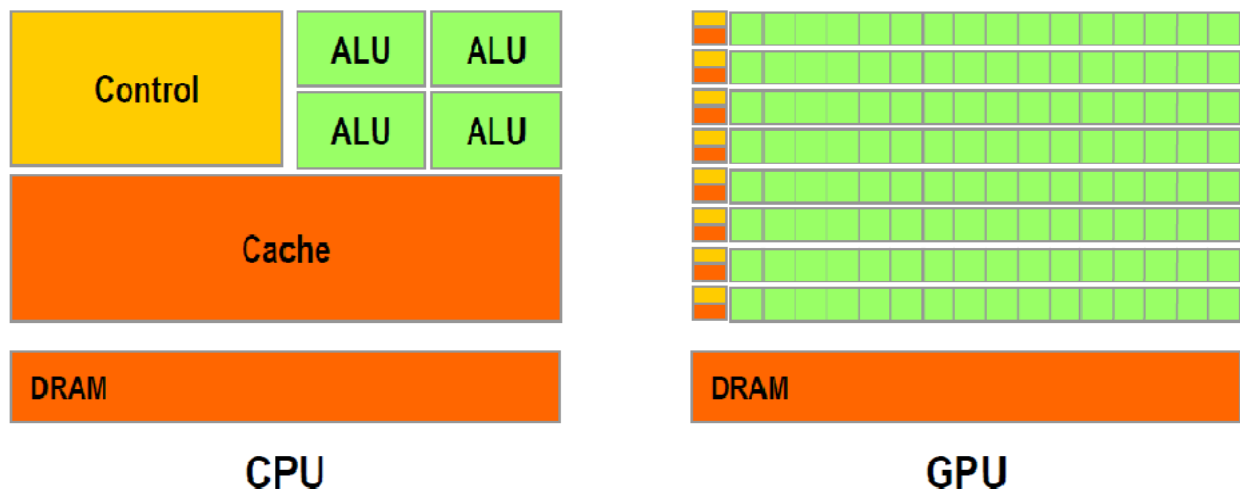 Control
ALU ALU
ALU ALU
Cache
DRAM
CPU
DRAM
GPU